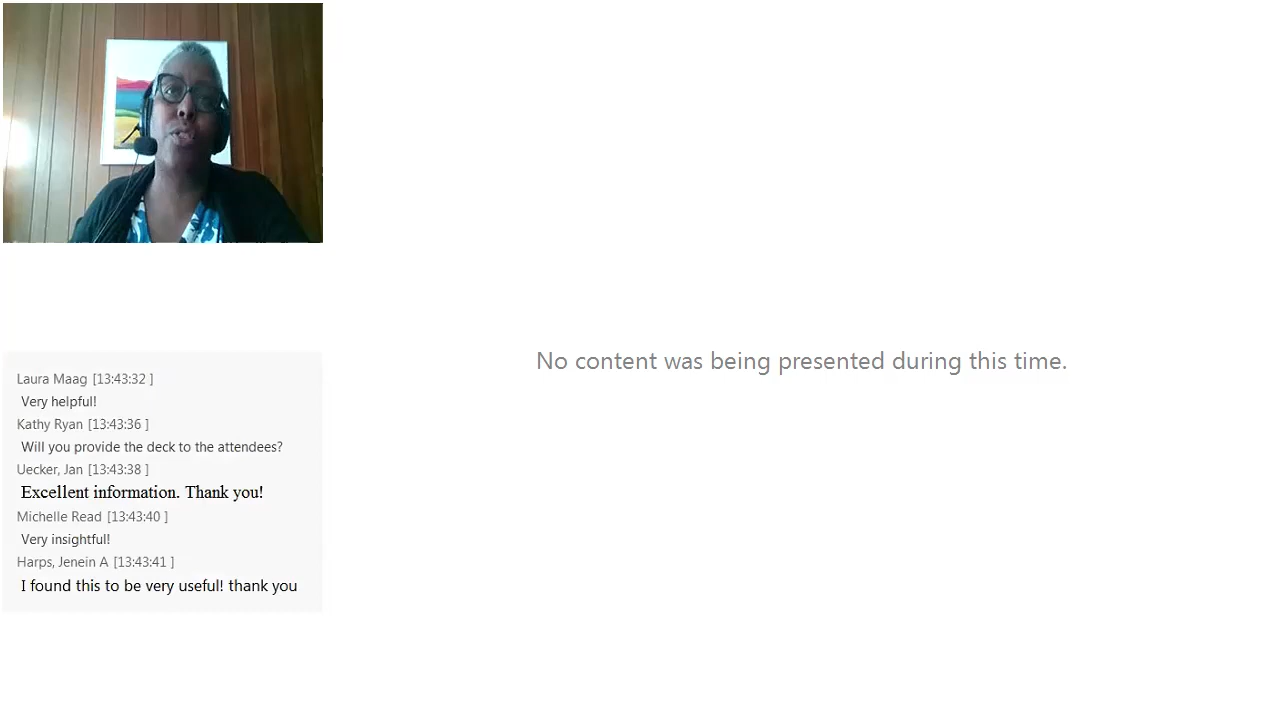 Laura Maag [13:43:32 ]
Very helpful!
Kathy Ryan [13:43:36 ]
Will you provide the deck to the attendees?
Uecker, Jan [13:43:38 ]
Excellent information. Thank you!
Michelle Read [13:43:40 ]
Very insightful!
Harps, Jenein A [13:43:41 ]
I found this to be very useful! thank you
No content was being presented during this time.